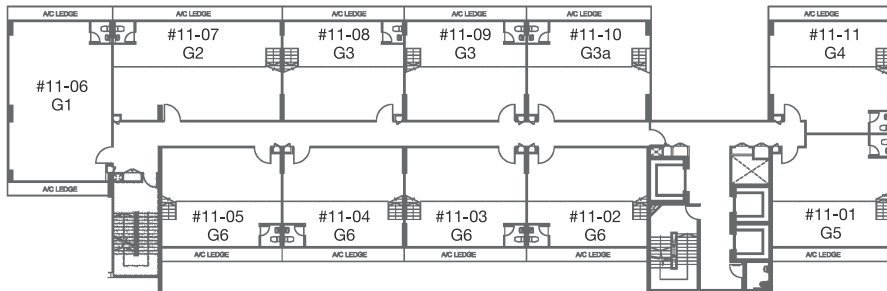 A/C LEDGE A/C LEDGE A/C LEDGE A/C LEDGE A/C LEDGE A/C LEDGE
#11-07
G2
#11-08
G3
#11-09
G3
#11-10
G3a
#11-11
G4
#11-06
G1
A/C LEDGE
#11-05
G6
#11-04
G6
#11-03
G6
#11-02
G6
#11-01
G5
A/C LEDGE A/C LEDGE A/C LEDGE A/C LEDGE A/C LEDGE